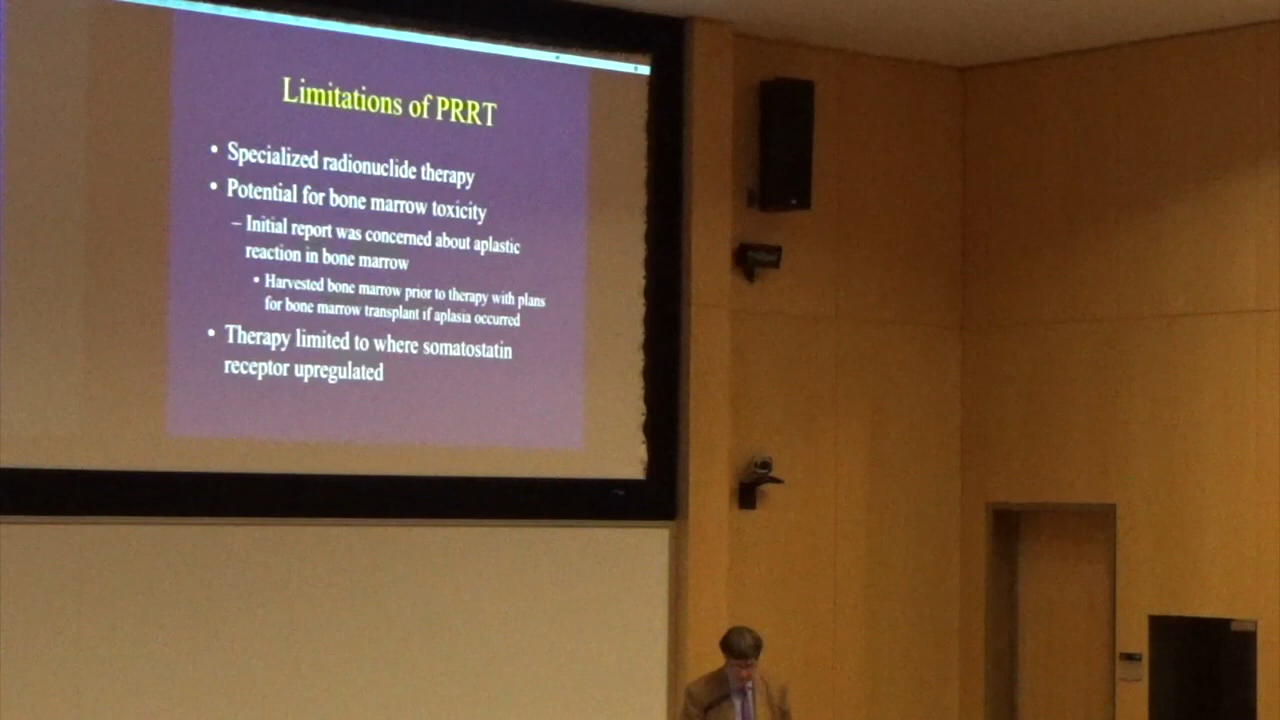 Limitations of PRRT
• Specialized radionuclide therapy
• Potential for bone marrow toxicity
– Initial report was concerned about aplastic
reaction in bone marrow
• Harvested bone marrow prior to therapy with plans
for bone marrow transplant if aplasia occurred
• Therapy limited to where somatostatin
receptor upregulated